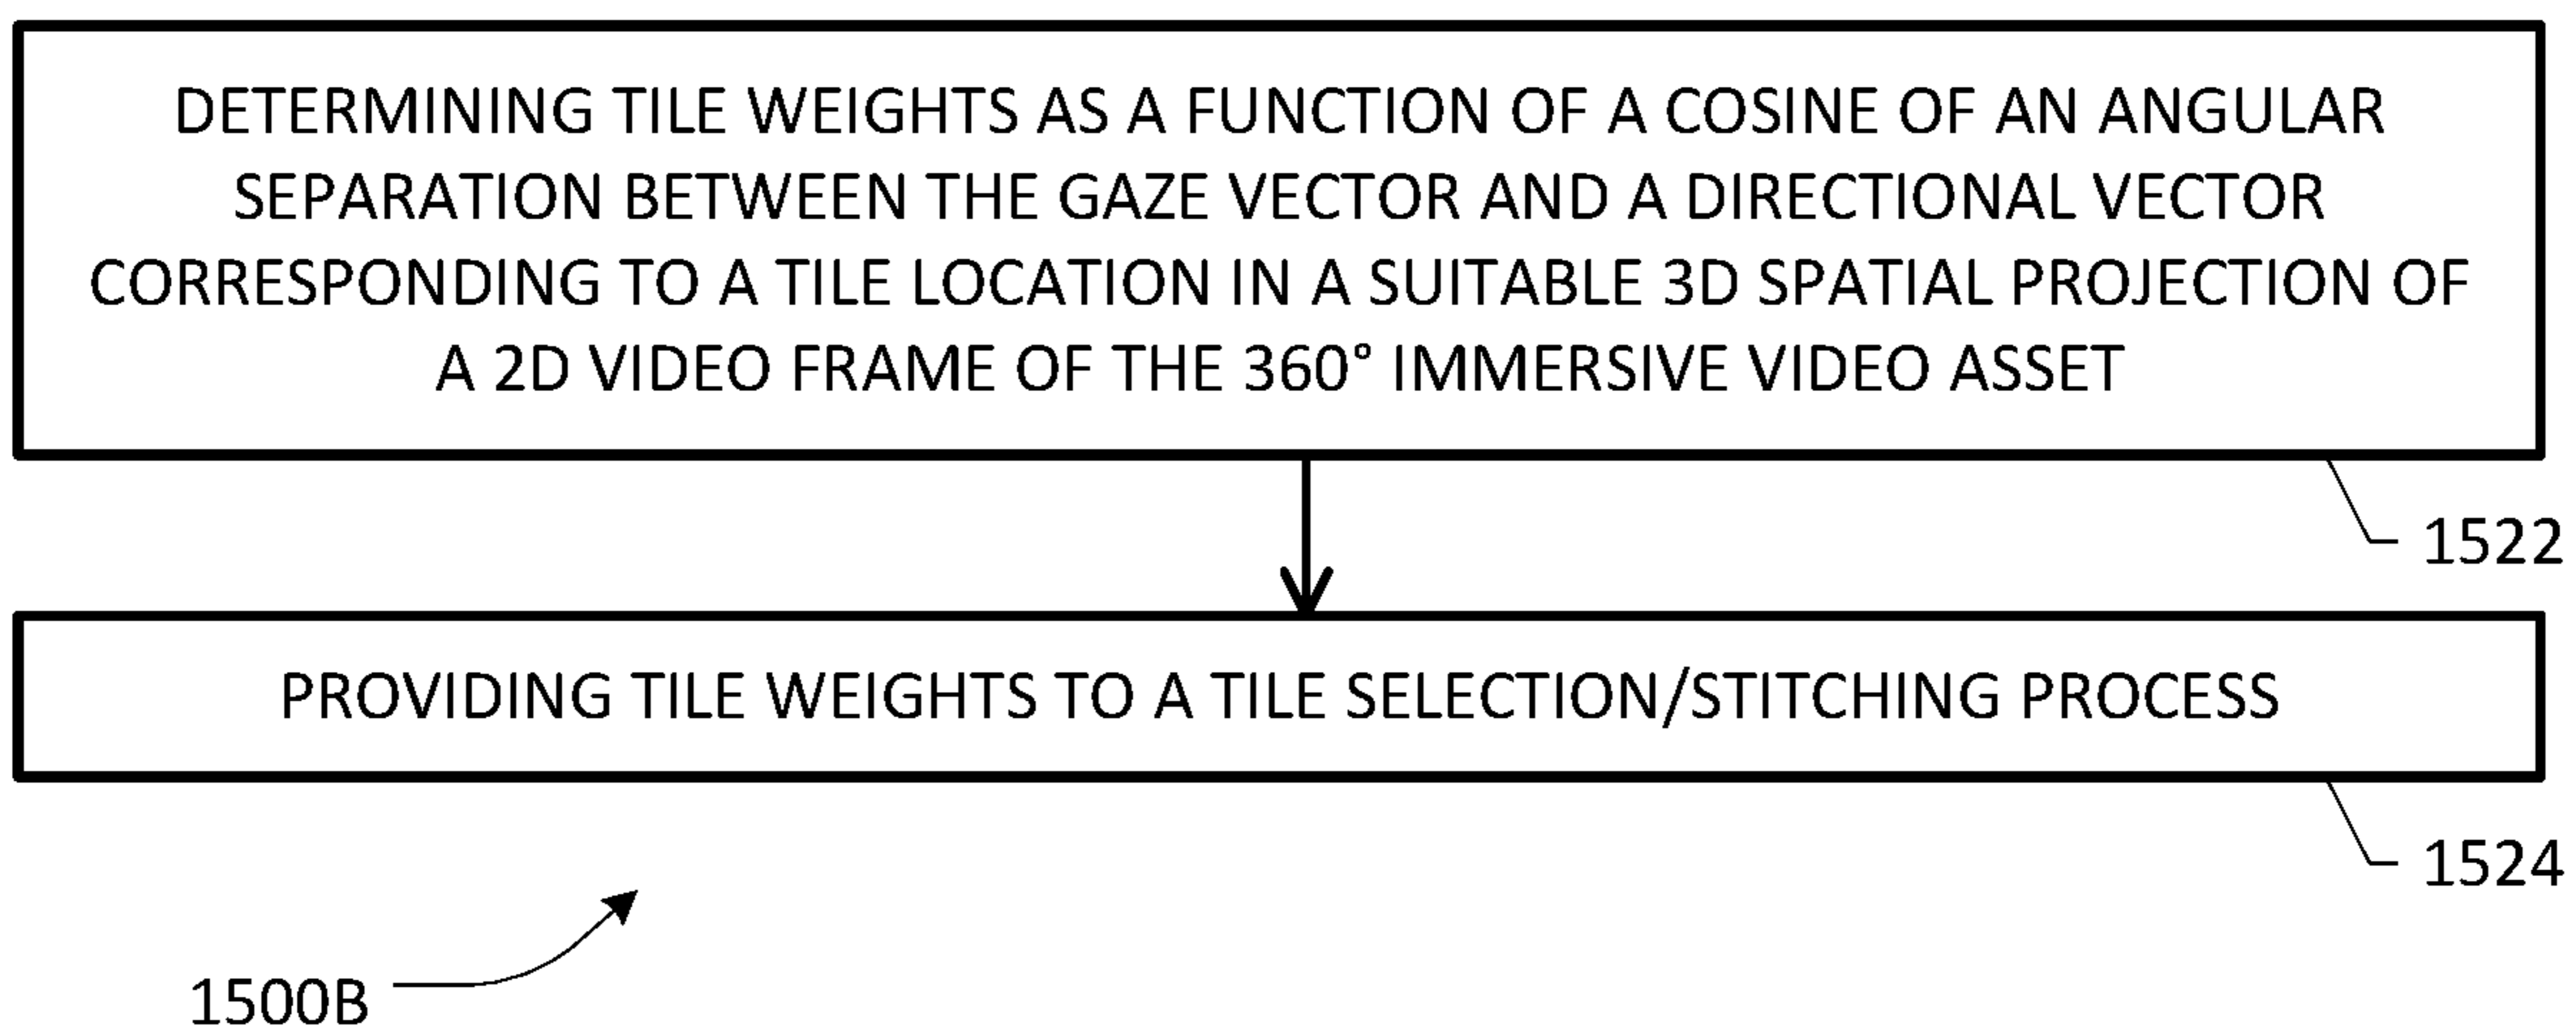 DETERMINING TILE WEIGHTS AS A FUNCTION OF A COSINE OF AN ANGULAR
SEPARATION BETWEEN THE GAZE VECTOR AND A DIRECTIONAL VECTOR
CORRESPONDING TO A TILE LOCATION IN A SUITABLE 3D SPATIAL PROJECTION OF
A 2D VIDEO FRAME OF THE 360° IMMERSIVE VIDEO ASSET
1522
PROVIDING TILE WEIGHTS TO A TILE SELECTION/STITCHING PROCESS
1524
1500B